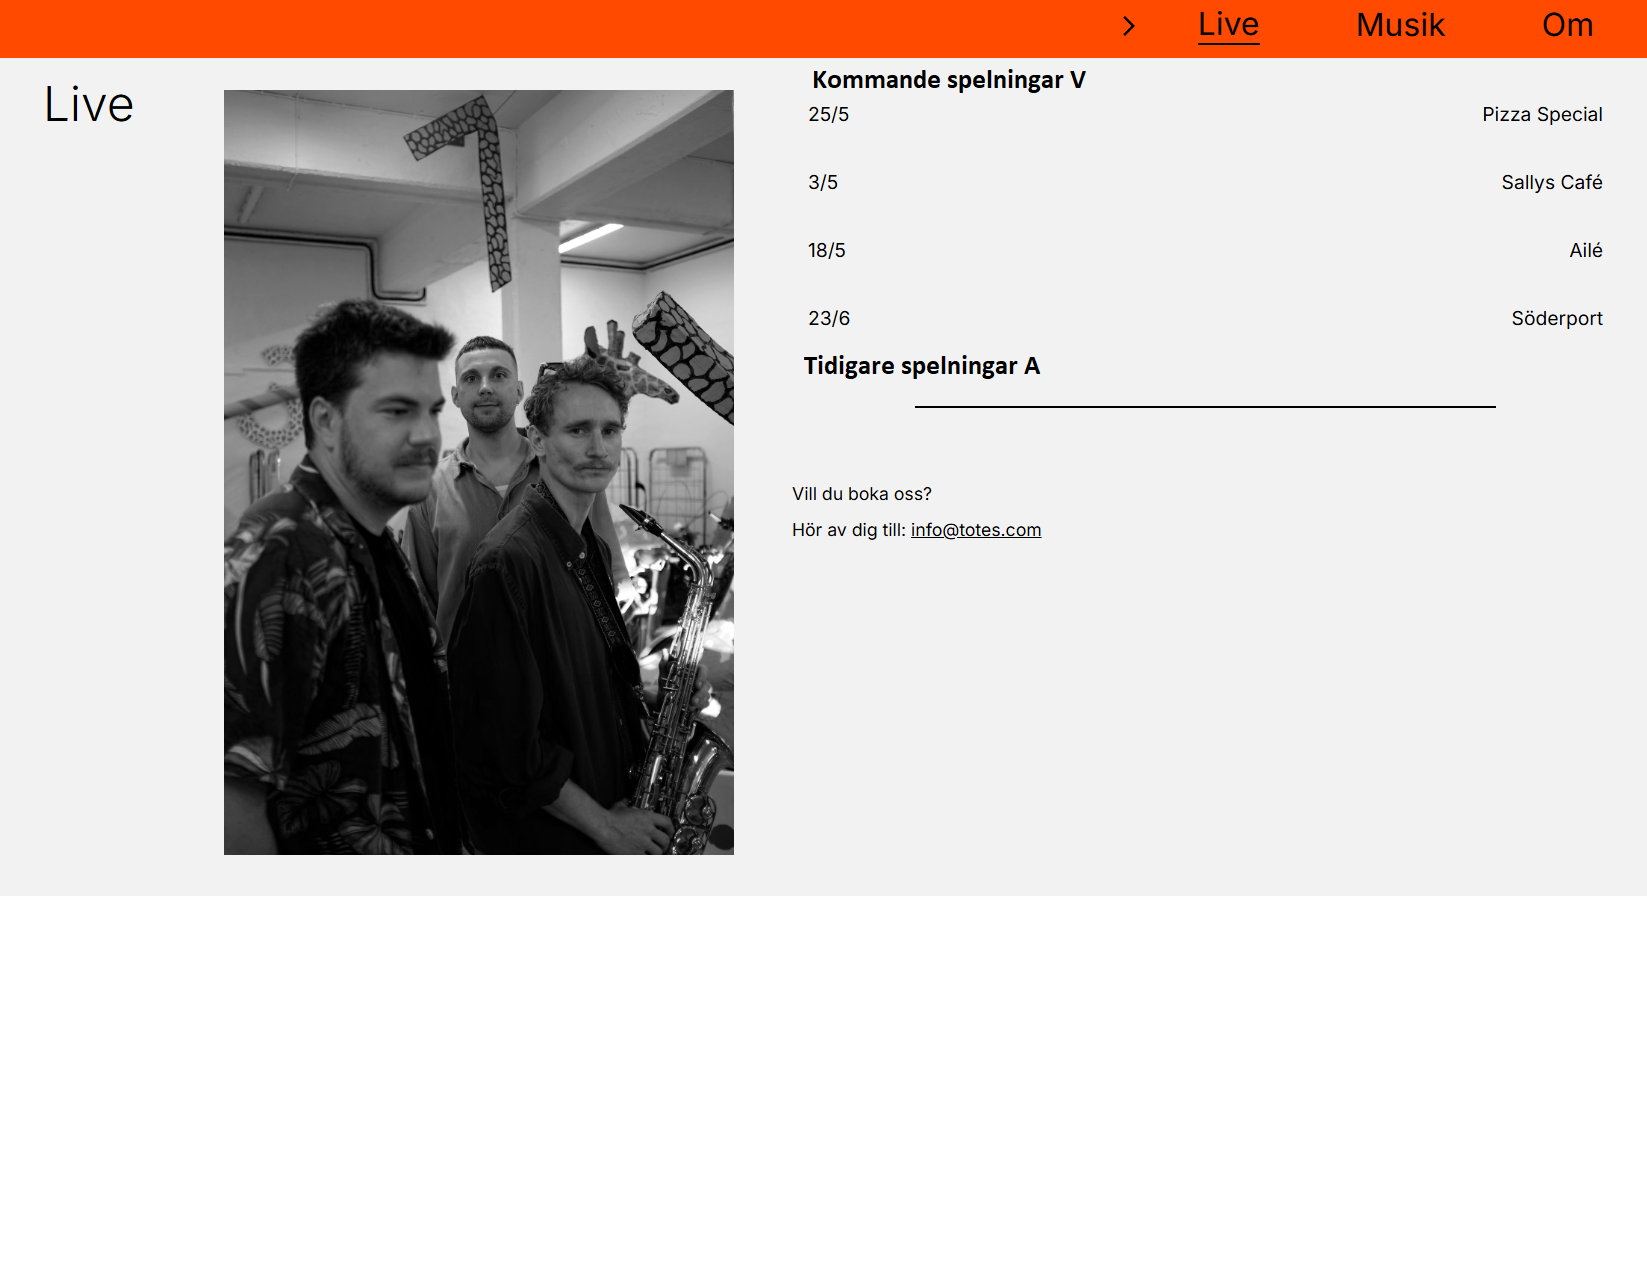 > Live Musik Om
Live
Kommande spelningar V
25/5 Pizza Special
3/5 Sallys Café
18/5 Ailé
23/6 Söderport
Tidigare spelningar A
Vill du boka oss?
Hör av dig till: info@totes.com